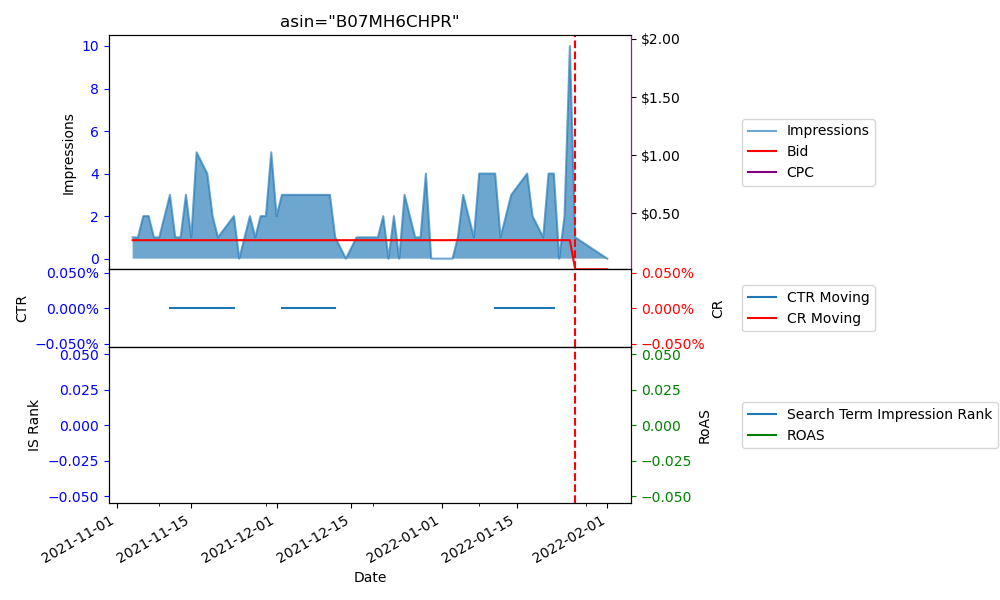 asin="B07MH6CHPR"
Impressions
10
8
6
4
2
0
$2.00
$1.50
$1.00
$0.50
Impressions
Bid
CPC
CTR
0.050%
0.000%
−0.050%
0.050%
0.000%
−0.050%
CR
CTR Moving
CR Moving
IS Rank
0.050
0.025
0.000
−0.025
−0.050
0.050
0.025
0.000
−0.025
−0.050
RoAS
Search Term Impression Rank
ROAS
2021-11-01
2021-11-15
2021-12-01
2021-12-15
2022-01-01
2022-01-15
2022-02-01
Date